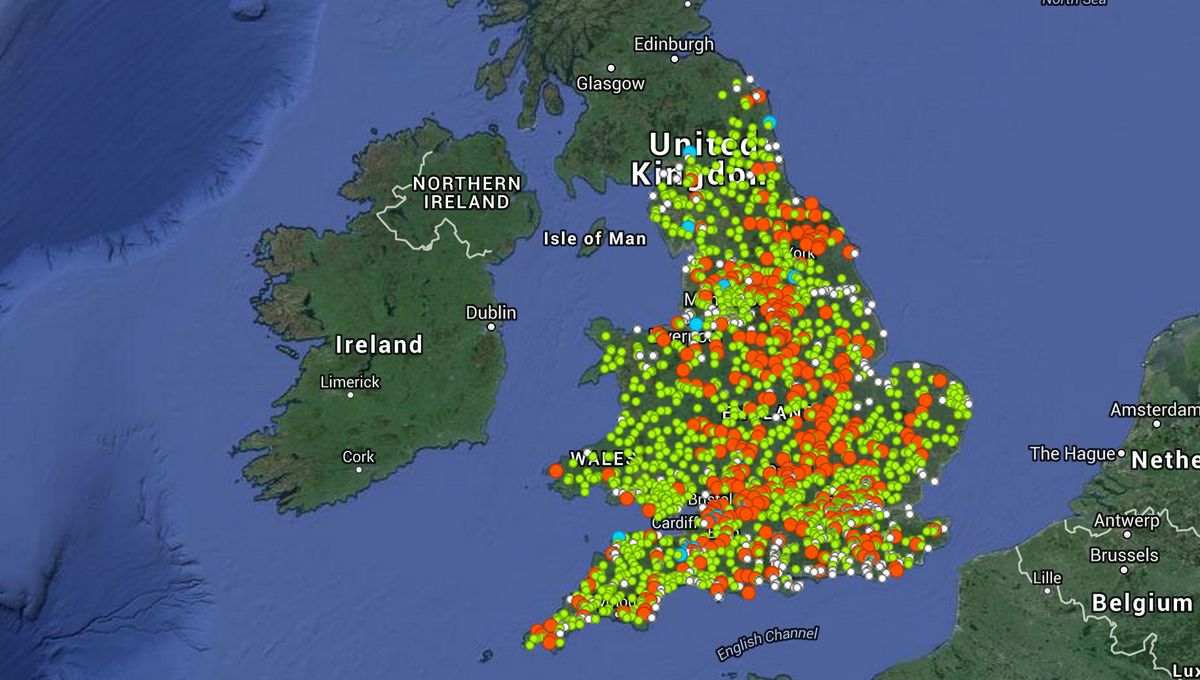 North Sea
Edinburgh
Glasgow
United
Kingdom
NORTHERN
IRELAND
Isle of Man
York
Dublin
Ireland
Limerick
Amsterdam
WALES
Cork
The Hague
Nethe
Bristol
Cardiff
Antwerp
Brussels
Lille
Belgium
English Channel
Lux